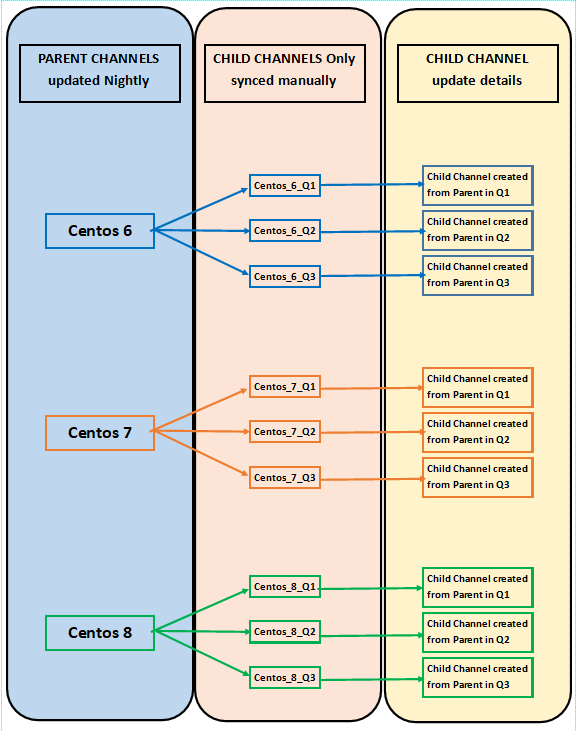 PARENT CHANNELS
updated Nightly
CHILD CHANNELS Only
synced manually
CHILD CHANNEL
update details
Centos 6
Centos_6_Q1
Centos_6_Q2
Centos_6_Q3
Child Channel created
from Parent in Q1
Child Channel created
from Parent in Q2
Child Channel created
from Parent in Q3
Centos 7
Centos_7_Q1
Centos_7_Q2
Centos_7_Q3
Child Channel created
from Parent in Q1
Child Channel created
from Parent in Q2
Child Channel created
from Parent in Q3
Centos 8
Centos_8_Q1
Centos_8_Q2
Centos_8_Q3
Child Channel created
from Parent in Q1
Child Channel created
from Parent in Q2
Child Channel created
from Parent in Q3